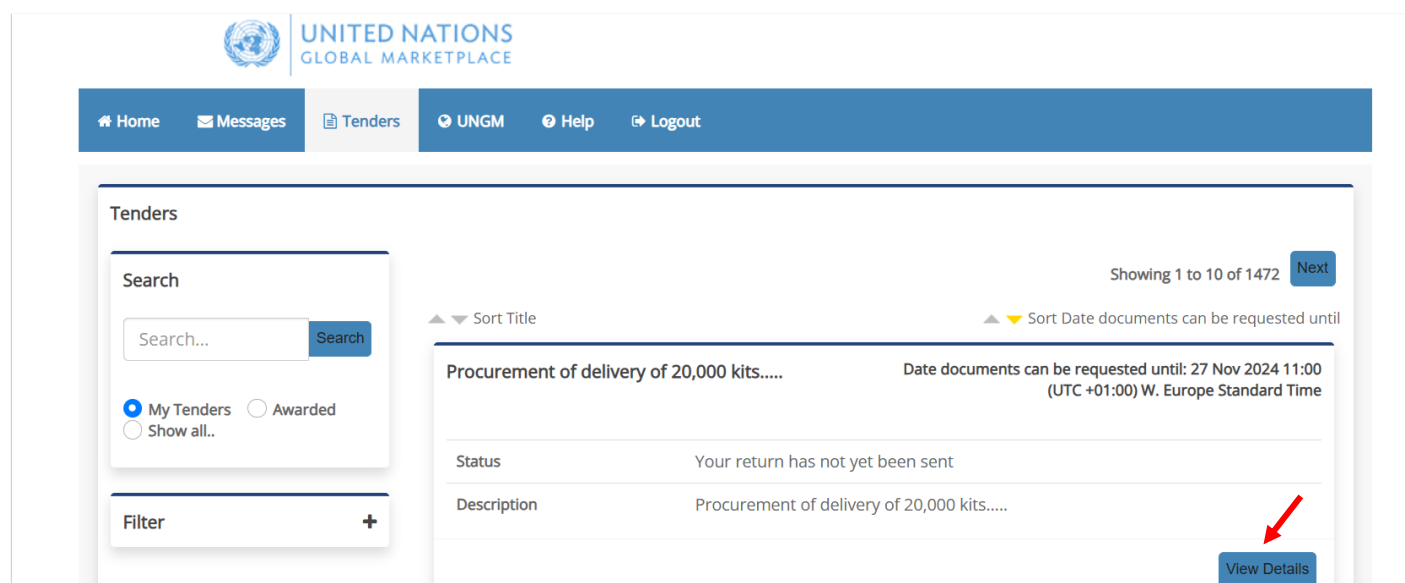 UNITED NATIONS
GLOBAL MARKETPLACE
Home Messages Tenders UNGM Help Logout
Tenders
Search
Showing 1 to 10 of 1472 Next
Search... Search
Sort Title Sort Date documents can be requested until
My Tenders Awarded
Show all..
Procurement of delivery of 20,000 kits..... Date documents can be requested until: 27 Nov 2024 11:00
(UTC +01:00) W. Europe Standard Time
Status Your return has not yet been sent
Description Procurement of delivery of 20,000 kits.....
Filter +
View Details